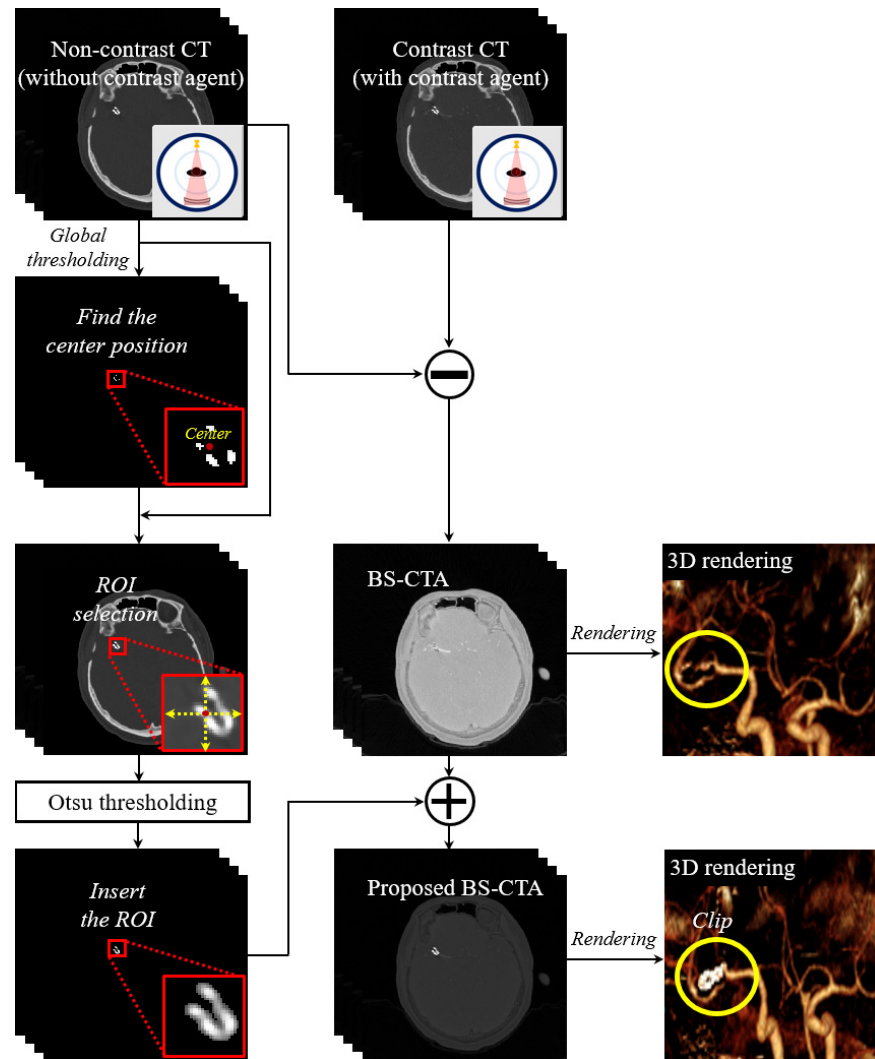 Non-contrast CT
(without contrast agent)
Contrast CT
(with contrast agent)
Global
thresholding
Find the
center position
Center
ROI
selection
BS-CTA
Rendering
3D rendering
Otsu thresholding
Insert
the ROI
Proposed BS-CTA
Rendering
3D rendering
Clip